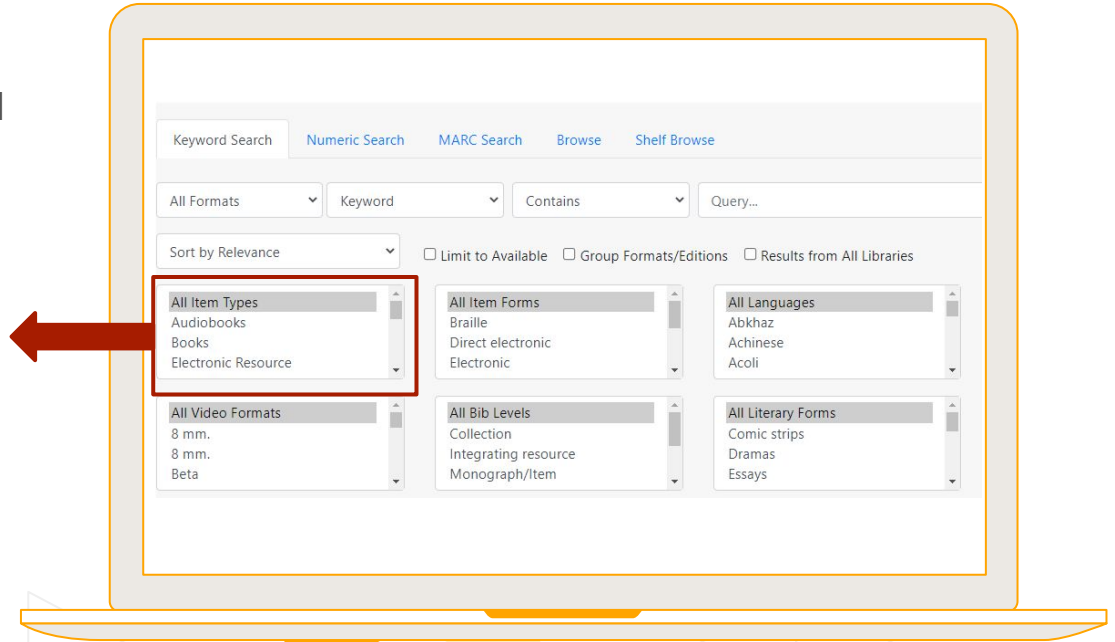 Keyword Search Numeric Search MARC Search Browse Shelf Browse
All Formats Keyword Contains Query...
Sort by Relevance Limit to Available Group Formats/Editions Results from All Libraries
All Item Types
Audiobooks
Books
Electronic Resource
All Item Forms
Braille
Direct electronic
Electronic
All Languages
Abkhaz
Achinese
Acoli
All Video Formats
8 mm.
8 mm.
Beta
All Bib Levels
Collection
Integrating resource
Monograph/Item
All Literary Forms
Comic strips
Dramas
Essays